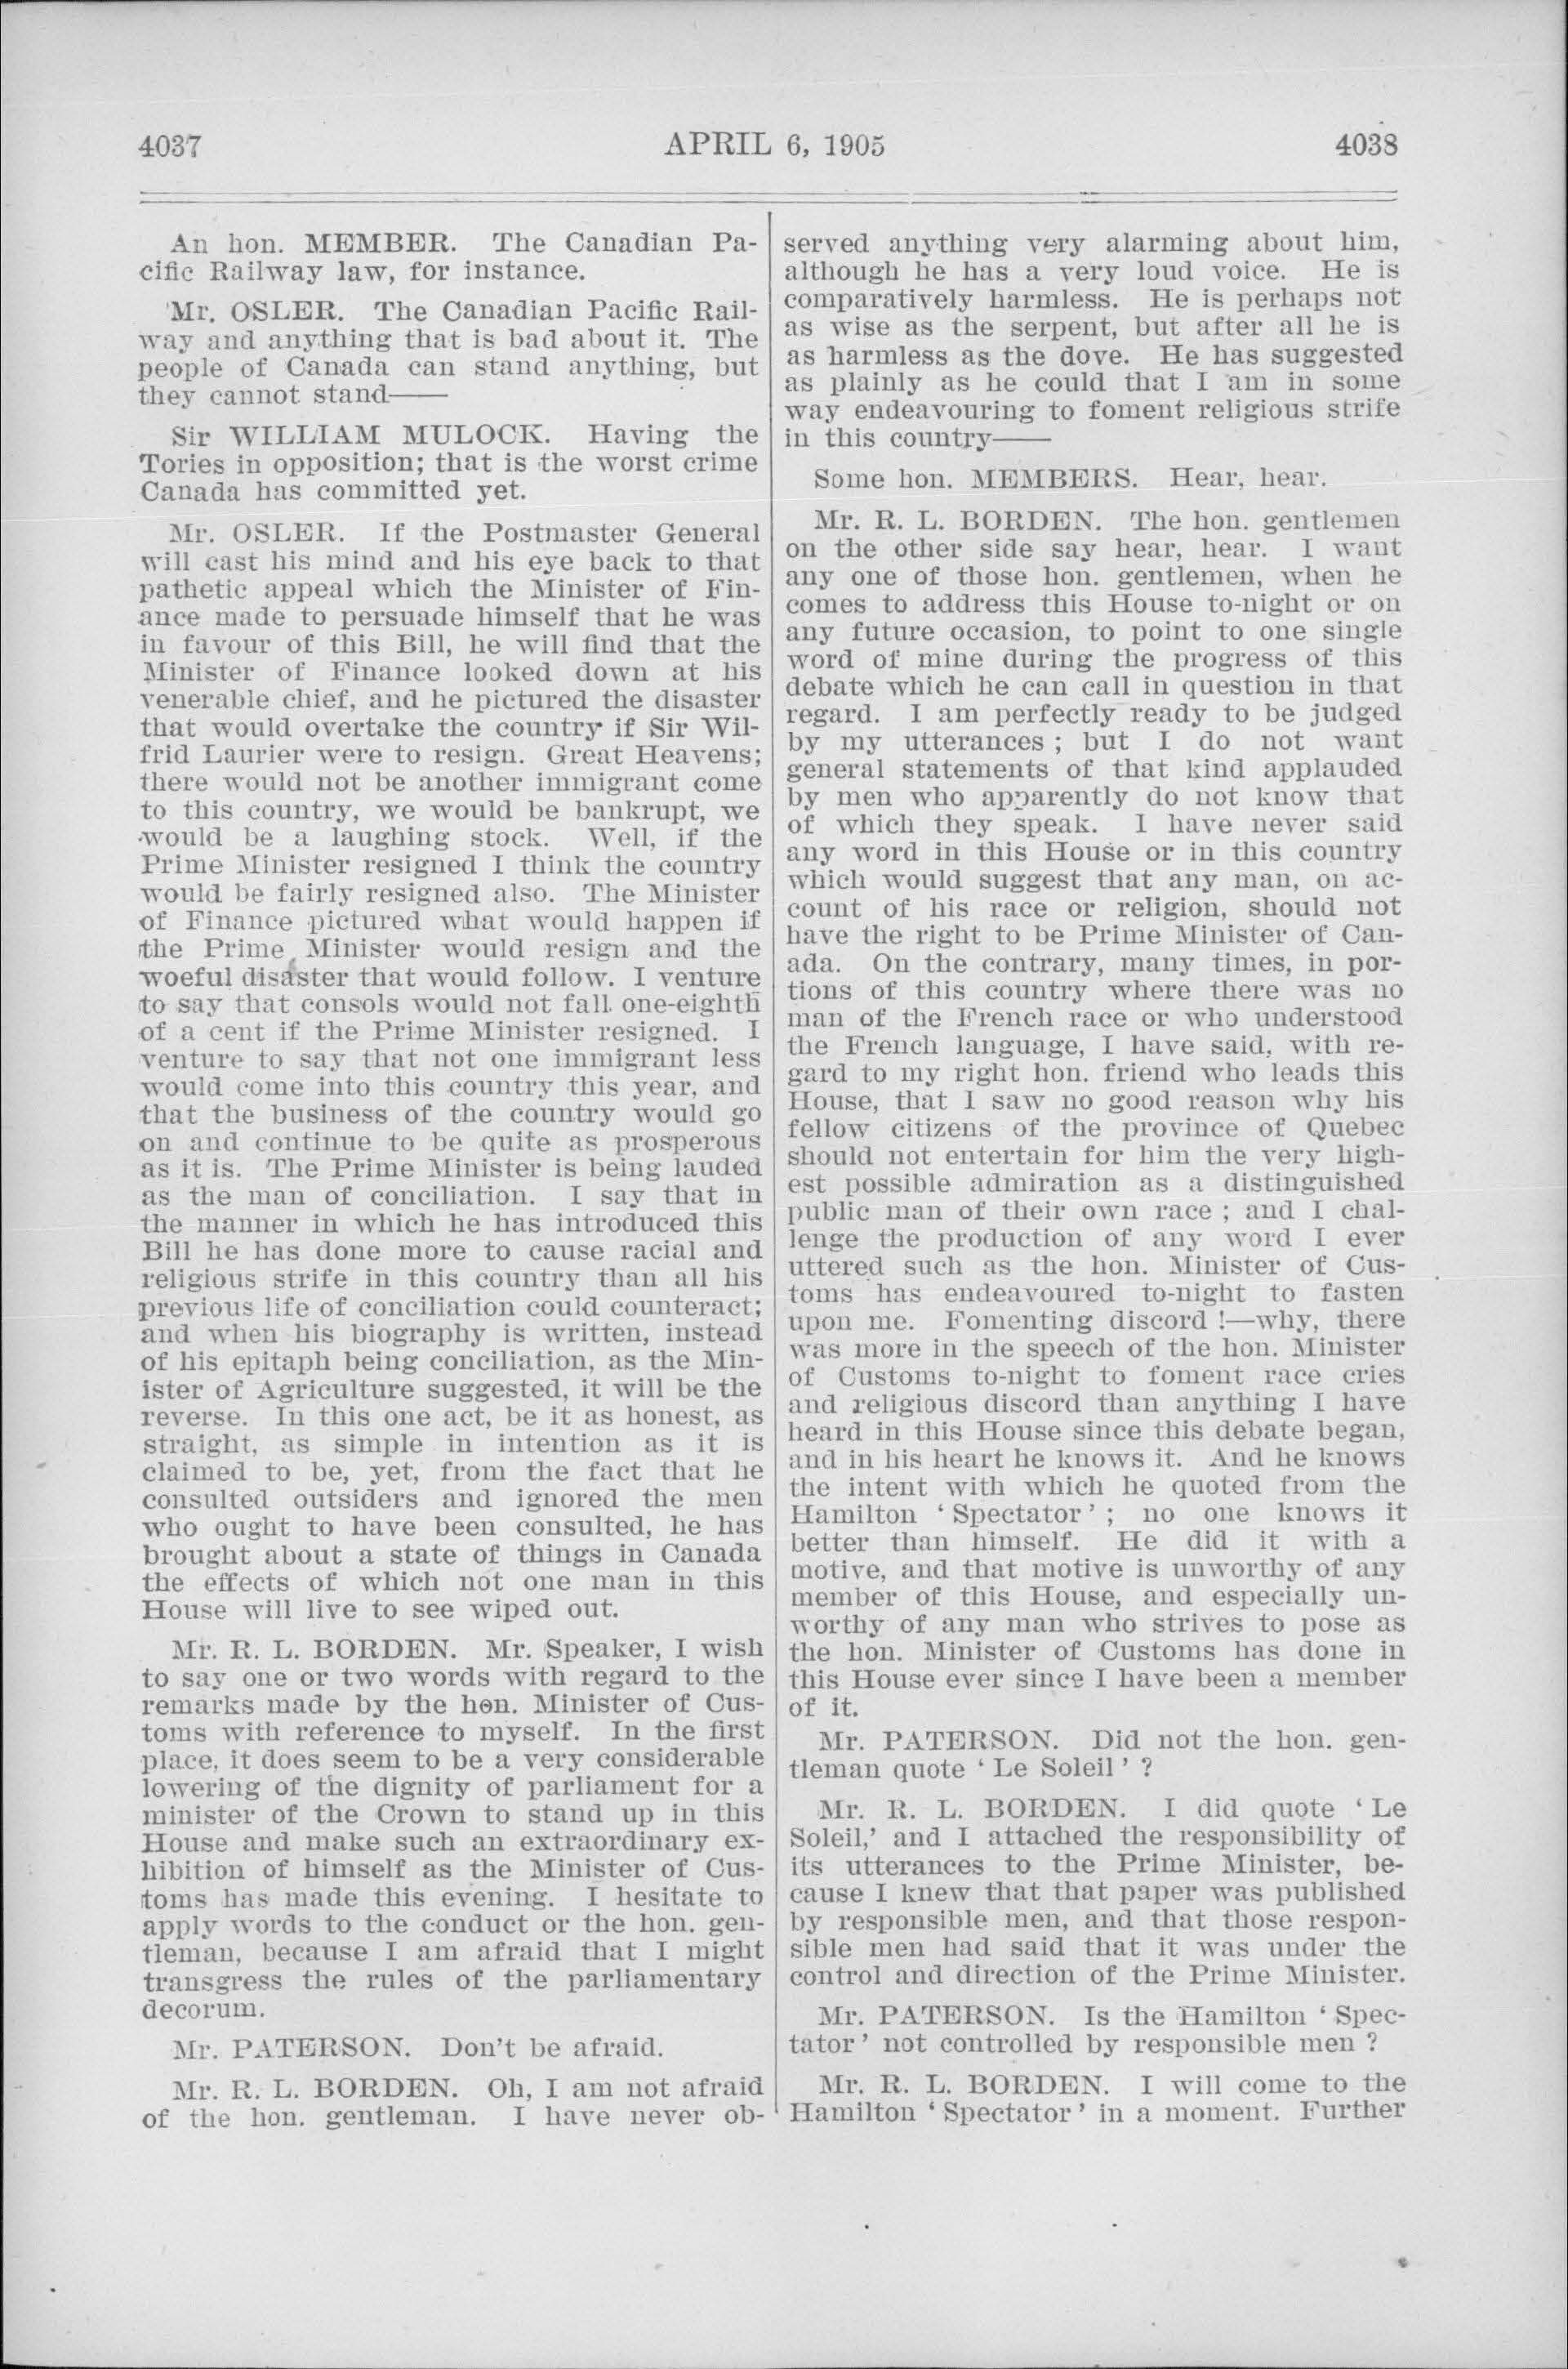 4037 APRIL 6, 1905 4038
An hon. MEMBER. The Canadian Pa-
cific Railway law, for instance.
Mr. OSLER. The Canadian Pacific Rail-
way and anything that is bad about it. The
people of Canada can stand anything, but
they cannot stand——
Sir WILLIAM MULOCK. Having the
Tories in opposition; that is the worst crime
Canada has committed yet.
Mr. OSLER. If the Postmaster General
will cast his mind and his eye back to that
pathetic appeal which the Minister of Fin-
ance made to persuade himself that he was
in favour of this Bill, he will find that the
Minister of Finance looked down at his
venerable chief, and he pictured the disaster
that would overtake the country if Sir Wil-
frid Laurier were to resign. Great Heavens;
there would not be another immigrant come
to this country, we would be bankrupt, we
would be a laughing stock. Well, if the
Prime Minister resigned I think the country
would be fairly resigned also. The Minister
of Finance pictured what would happen if
the Prime Minister would resign and the
woeful disaster that would follow. I venture
to say that consols would not fall one-eighth
of a cent if the Prime Minister resigned. I
venture to say that not one immigrant less
would come into this country this year, and
that the business of the country would go
on and continue to be quite as prosperous
as it is. The Prime Minister is being lauded
as the man of conciliation. I say that in
the manner in which he has introduced this
Bill he has done more to cause racial and
religious strife in this country than all his
previous life of conciliation could counteract;
and when his biography is written, instead
of his epitaph being conciliation, as the Min-
ister of Agriculture suggested, it will be the
reverse. In this one act, be it as honest, as
straight, as simple in intention as it is
claimed to be, yet, from the fact that he
consulted outsiders and ignored the men
who ought to have been consulted, he has
brought about a state of things in Canada
the effects of which not one man in this
House will live to see wiped out.
Mr. R. L. BORDEN. Mr. Speaker, I wish
to say one or two words with regard to the
remarks made by the hon. Minister of Cus-
toms with reference to myself. In the first
place, it does seem to be a very considerable
lowering of the dignity of parliament for a
minister of the Crown to stand up in this
House and make such an extraordinary ex-
hibition of himself as the Minister of Cus-
toms has made this evening. I hesitate to
apply words to the conduct or the hon. gen-
tleman, because I am afraid that I might
transgress the rules of the parliamentary
decorum.
Mr. PATERSON. Don't be afraid.
Mr. R. L. BORDEN. Oh, I am not afraid
of the hon. gentleman. I have never ob-
served anything very alarming about him,
although he has a very loud voice. He is
comparatively harmless. He is perhaps not
as wise as the serpent, but after all he is
as harmless as the dove. He has suggested
as plainly as he could that I am in some
way endeavouring to foment religious strife
in this country——
Some hon. MEMBERS. Hear, hear.
Mr. R. L. BORDEN. The hon. gentlemen
on the other side say hear, hear. I want
any one of those hon. gentlemen, when he
comes to address this House to-night or on
any future occasion, to point to one single
word of mine during the progress of this
debate which he can call in question in that
regard. I am perfectly ready to be judged
by my utterances ; but I do not want
general statements of that kind applauded
by men who apparently do not know that
of which they speak. I have never said
any word in this House or in this country
which would suggest that any man, on ac-
count of his race or religion, should not
have the right to be Prime Minister of Can-
ada. On the contrary, many times, in por-
tions of this country where there was no
man of the French race or who understood
the French language, I have said, with re-
gard to my right hon. friend who leads this
House, that I saw no good reason why his
fellow citizens of the province of Quebec
should not entertain for him the very high-
est possible admiration as a distinguished
public man of their own race ; and I chal-
lenge the production of any word I ever
uttered such as the hon. Minister of Cus-
toms has endeavoured to-night to fasten
upon me. Fomenting discord !—why, there
was more in the speech of the hon. Minister
of Customs to-night to foment race cries
and religious discord than anything I have
heard in this House since this debate began,
and in his heart he knows it. And he knows
the intent with which he quoted from the
Hamilton ' Spectator ' ; no one knows it
better than himself. He did it with a
motive, and that motive is unworthy of any
member of this House, and especially un-
worthy of any man who strives to pose as
the hon. Minister of Customs has done in
this House ever since I have been a member
of it.
Mr. PATERSON. Did not the hon. gen-
tleman quote ' Le Soleil ' ?
Mr. R. L. BORDEN. I did quote ' Le
Soleil,' and I attached the responsibility of
its utterances to the Prime Minister, be-
cause I knew that that paper was published
by responsible men, and that those respon-
sible men had said that it was under the
control and direction of the Prime Minister.
Mr. PATERSON. Is the Hamilton ' Spec-
tator ' not controlled by responsible men ?
Mr. R. L. BORDEN. I will come to the
Hamilton ' Spectator ' in a moment. Further